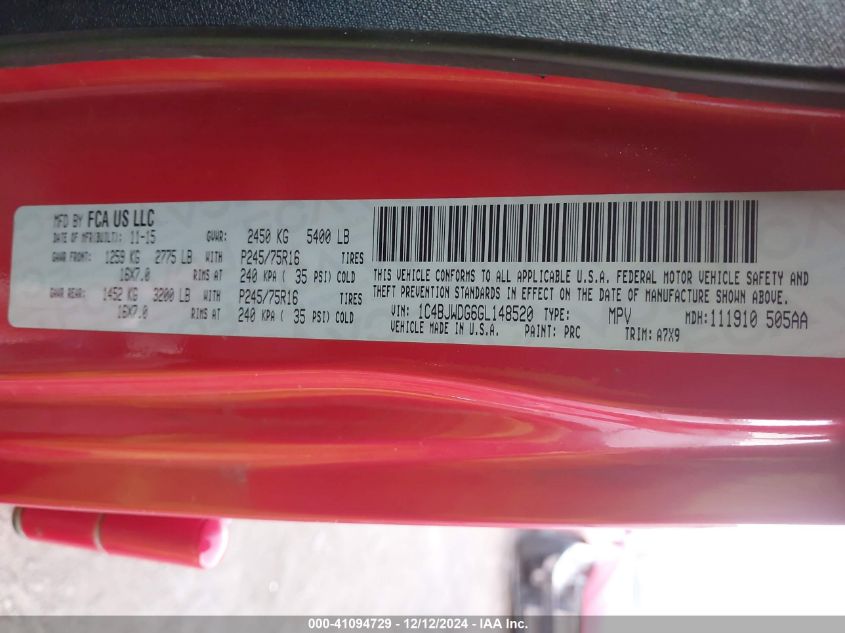 MFD BY FCA US LLC
DATE OF MFR(BUILT): 11-15 GVWR: 2450 KG 5400 LB
GAWR FRONT: 1259 KG 2775 LB WITH P245/75R16 TIRES
16X7.0 RIMS AT 240 KPA ( 35 PSI) COLD
GAWR REAR: 1452 KG 3200 LB WITH P245/75R16 TIRES
16X7.0 RIMS AT 240 KPA ( 35 PSI) COLD
THIS VEHICLE CONFORMS TO ALL APPLICABLE U.S.A. FEDERAL MOTOR VEHICLE SAFETY AND
THEFT PREVENTION STANDARDS IN EFFECT ON THE DATE OF MANUFACTURE SHOWN ABOVE.
VIN: 1C4BJWDG6GL148520 TYPE: MPV MDH: 111910 505AA
VEHICLE MADE IN U.S.A. PAINT: PRC TRIM: A7X9
000-41094729 - 12/12/2024 - IAA Inc.